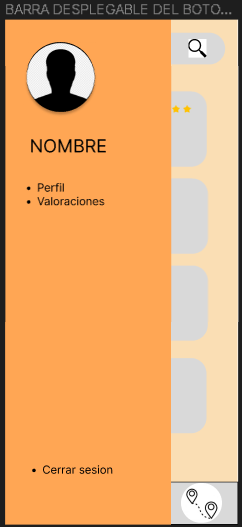 BARRA DESPLEGABLE DEL BOTO...
NOMBRE
• Perfil
• Valoraciones
• Cerrar sesion